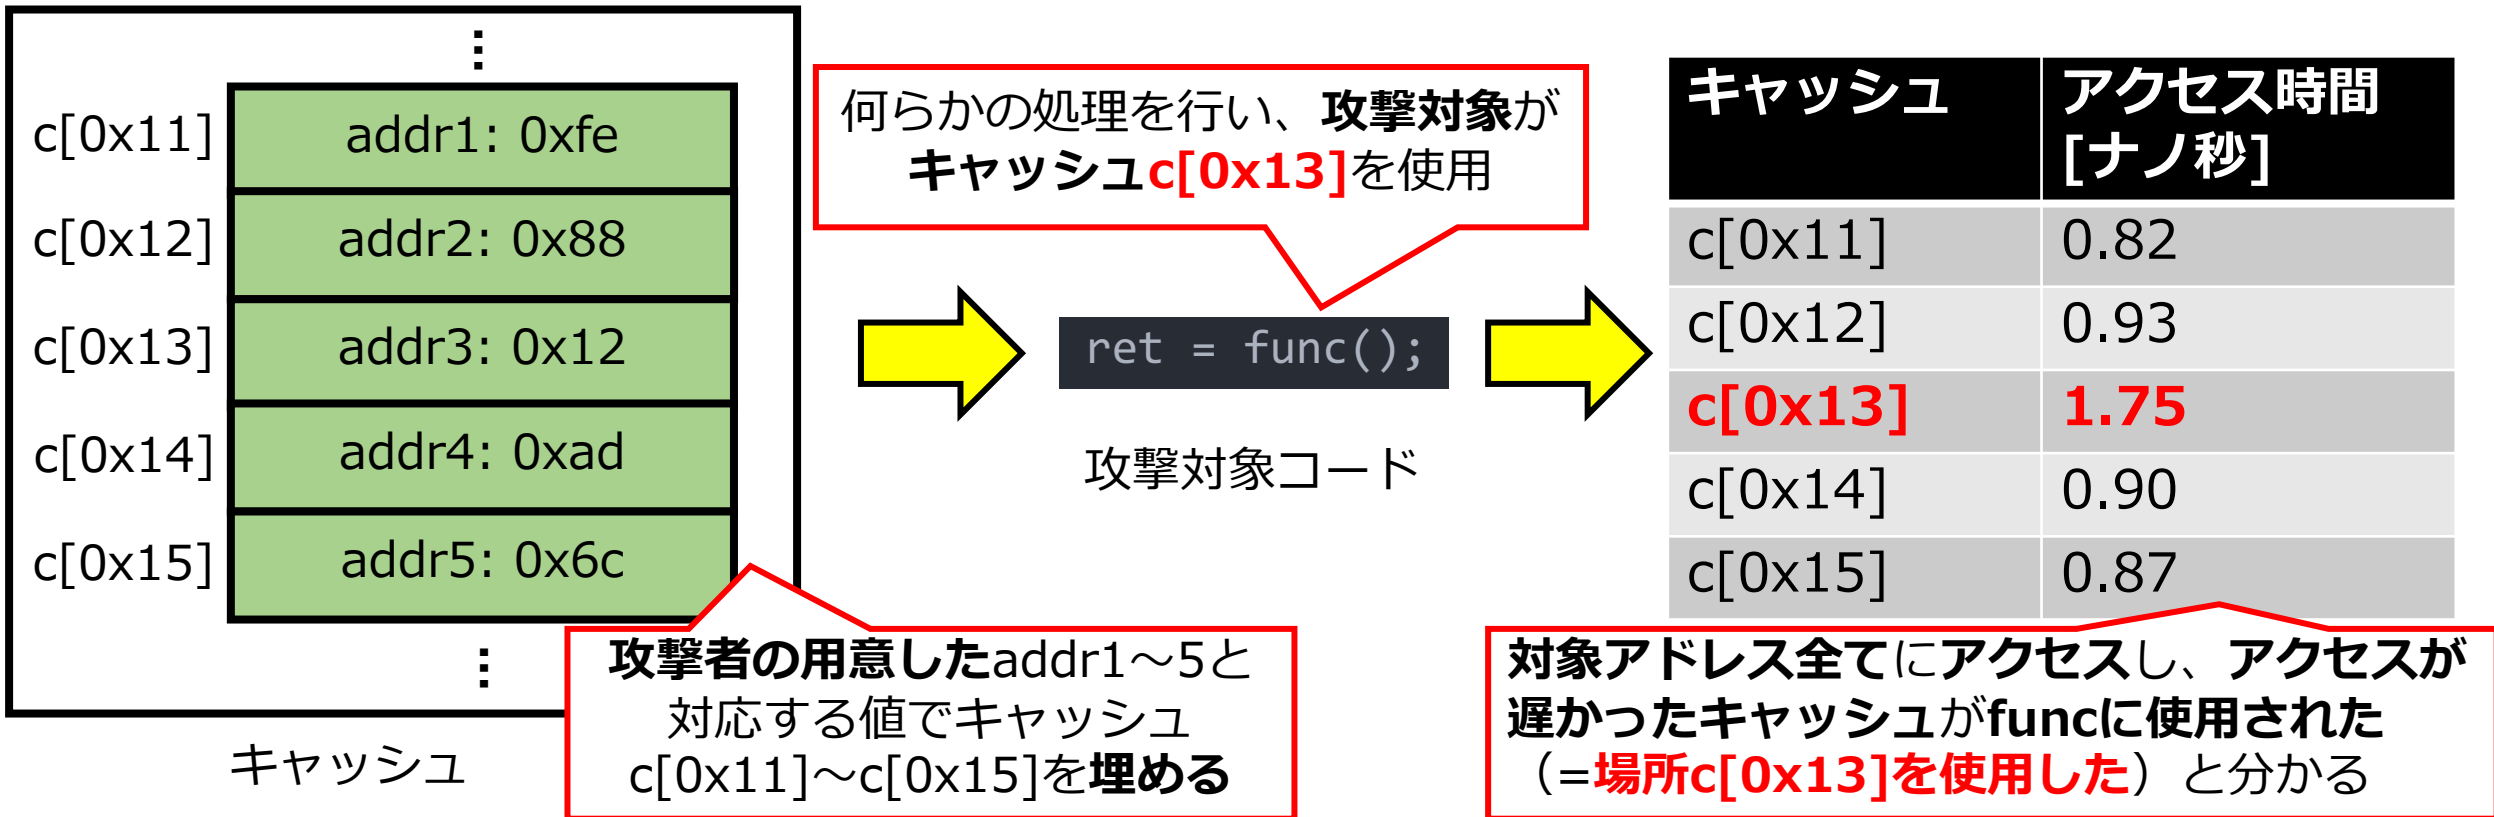 ⋮
c[0x11] addr1: 0xfe
c[0x12] addr2: 0x88
c[0x13] addr3: 0x12
c[0x14] addr4: 0xad
c[0x15] addr5: 0x6c
⋮
キャッシュ
攻撃者の用意したaddr1～5と
対応する値でキャッシュ
c[0x11]～c[0x15]を埋める
何らかの処理を行い、攻撃対象が
キャッシュc[0x13]を使用
ret = func();
攻撃対象コード
キャッシュ アクセス時間
[ナノ秒]
c[0x11] 0.82
c[0x12] 0.93
c[0x13] 1.75
c[0x14] 0.90
c[0x15] 0.87
対象アドレス全てにアクセスし、アクセスが
遅かったキャッシュがfuncに使用された
（=場所c[0x13]を使用した）と分かる